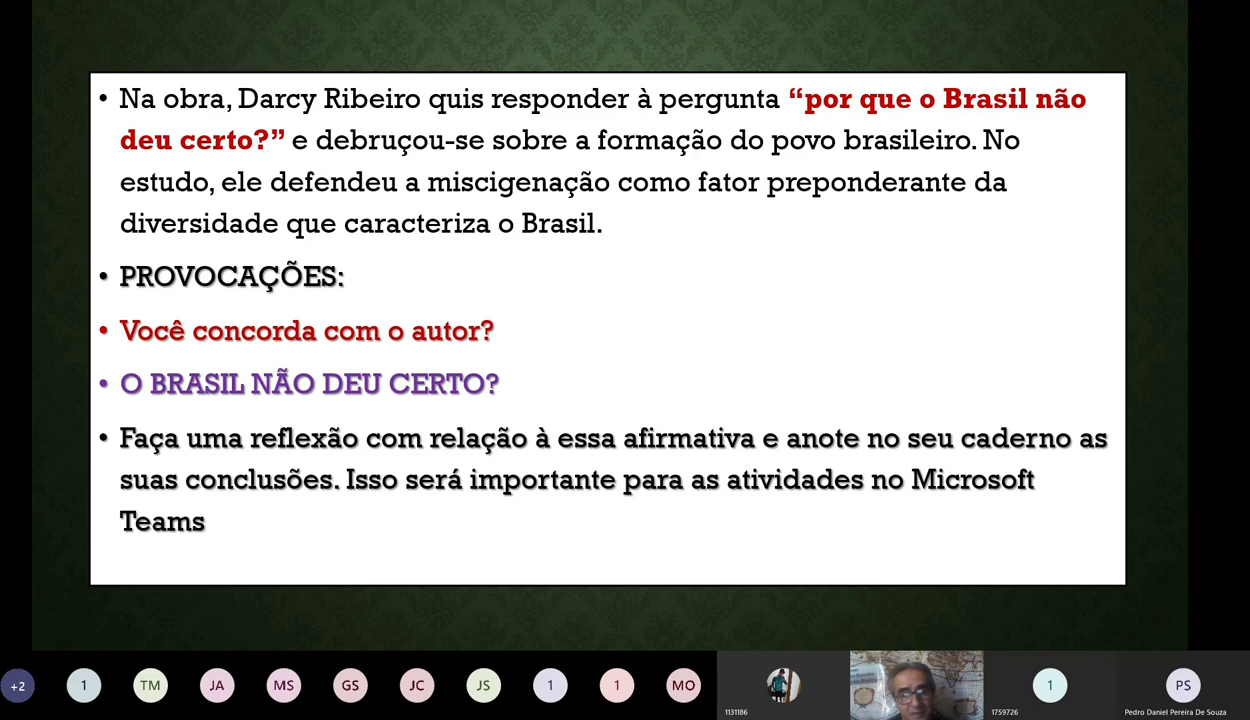 • Na obra, Darcy Ribeiro quis responder à pergunta “por que o Brasil não
deu certo?” e debruçou-se sobre a formação do povo brasileiro. No
estudo, ele defendeu a miscigenação como fator preponderante da
diversidade que caracteriza o Brasil.
• PROVOCAÇÕES:
• Você concorda com o autor?
• O BRASIL NÃO DEU CERTO?
• Faça uma reflexão com relação à essa afirmativa e anote no seu caderno as
suas conclusões. Isso será importante para as atividades no Microsoft
Teams
+2 1 TM JA MS GS JC JS 1 1 MO 1 PS
1131186 1759726 Pedro Daniel Pereira De Souza